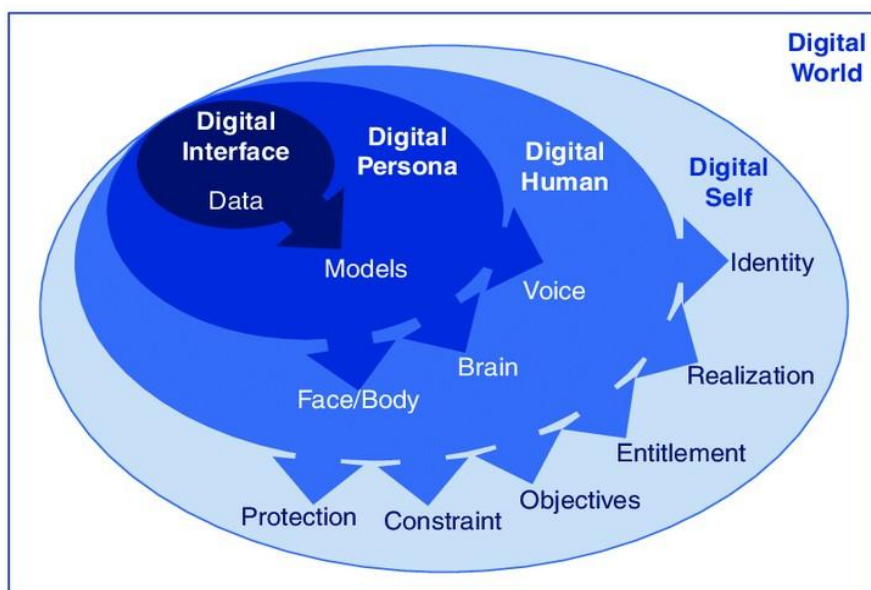 Digital
World
Digital
Interface
Data
Digital
Persona
Models
Digital
Human
Voice
Brain
Face/Body
Digital
Self
Identity
Realization
Entitlement
Objectives
Constraint
Protection